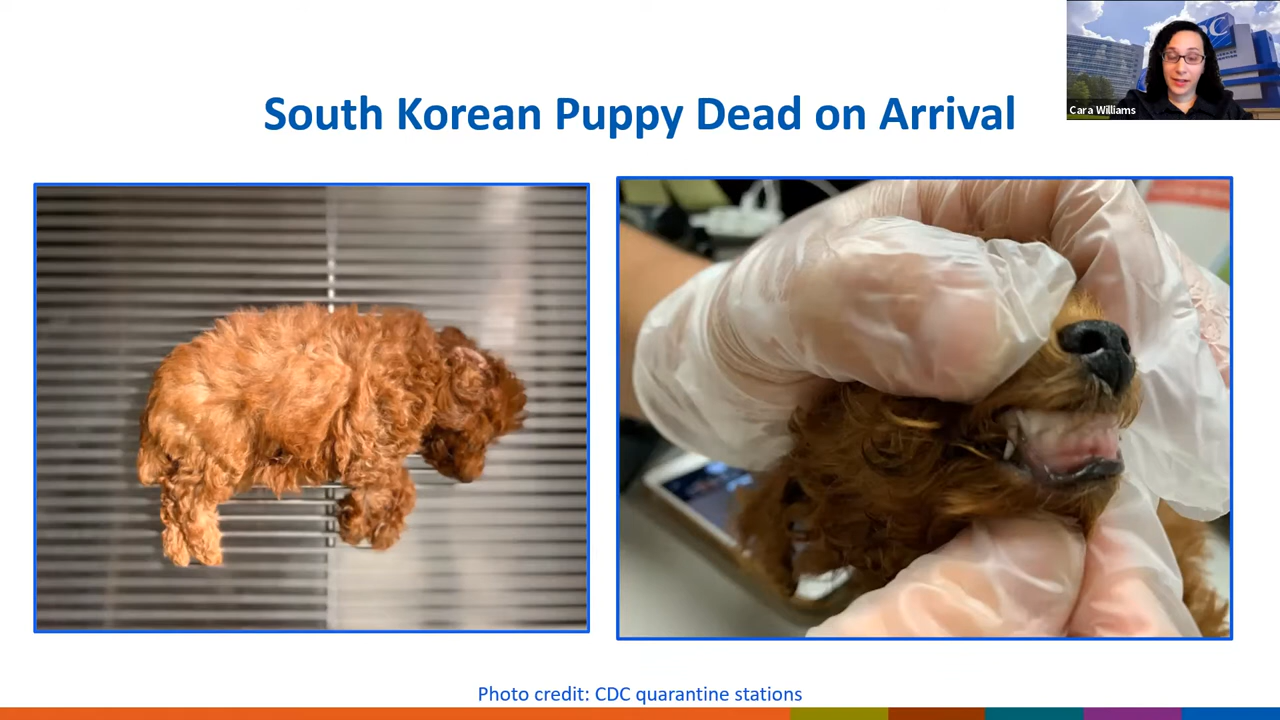 South Korean Puppy Dead on Arrival
Cara Williams
Photo credit: CDC quarantine stations